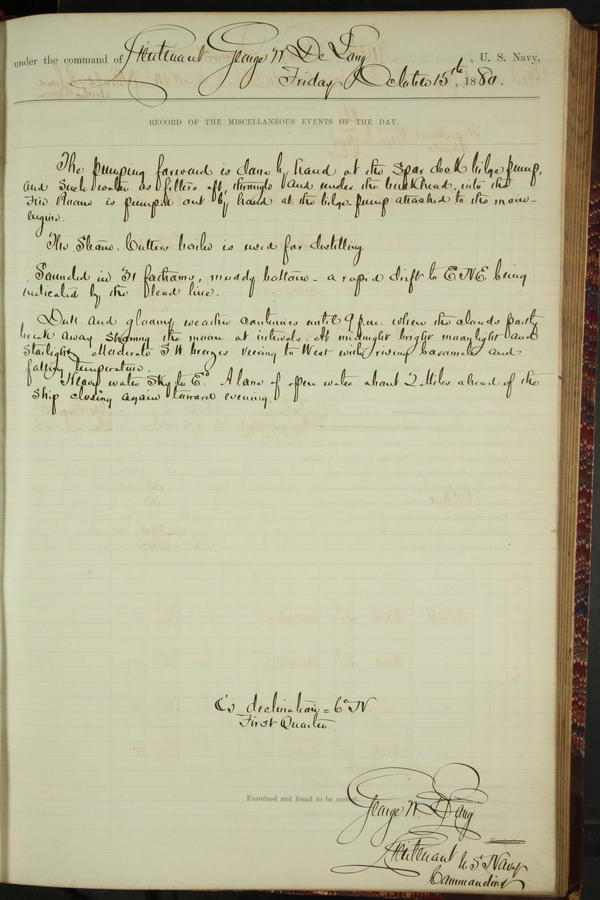 under the command of Lieutenant George W. De Long, U. S. Navy,
Friday October 15th, 1880.
RECORD OF THE MISCELLANEOUS EVENTS OF THE DAY.
The pumping forward is done by hand at the spar deck bilge pump,
and such water as filters aft, through and under the bulkhead, into the
Fire Room is pumped out by hand at the bilge pump attached to the main-
engine.
The Steam-Cutters boiler is used for distilling
Sounded in 31 fathoms, muddy bottom - a rapid drift to ENE being
indicated by the lead line.
Dull and gloomy weather continues until 9 p.m. when the clouds partly
break away showing the moon at intervals. At midnight bright moonlight and
starlight. Moderate SW breezes veering to West with rising barometer and
falling temperature.
Heavy water sky to E. A lane of open water about 2 Miles ahead of the
ship closing again toward evening.
declination = 6° N
First Quarter
Examined and found to be correct.
George W. De Long
Navigator.
Lieutenant U.S. Navy
Commanding